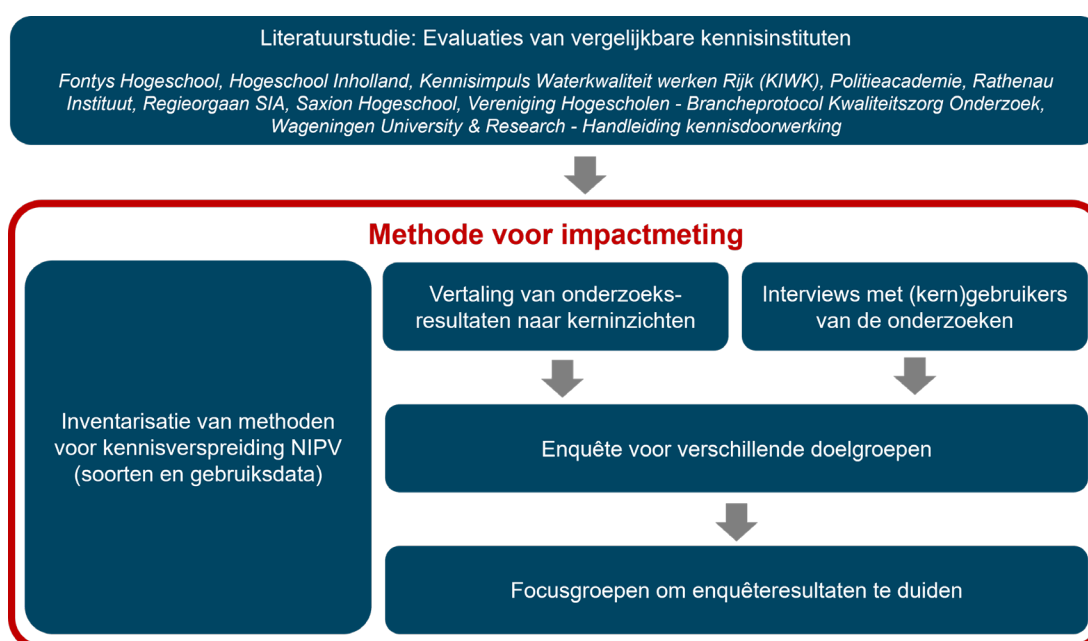 Literatuurstudie: Evaluaties van vergelijkbare kennisinstituten
Fontys Hogeschool, Hogeschool Inholland, Kennisimpuls Waterkwaliteit werken Rijk (KIWK), Politieacademie, Rathenau
Instituut, Regieorgaan SIA, Saxion Hogeschool, Vereniging Hogescholen - Brancheprotocol Kwaliteitszorg Onderzoek,
Wageningen University & Research - Handleiding kennisdoorwerking
Methode voor impactmeting
Inventarisatie van methoden
voor kennisverspreiding NIPV
(soorten en gebruiksdata)
Vertaling van onderzoeks-
resultaten naar kerninzichten
Interviews met (kern)gebruikers
van de onderzoeken
Enquête voor verschillende doelgroepen
Focusgroepen om enquêteresultaten te duiden